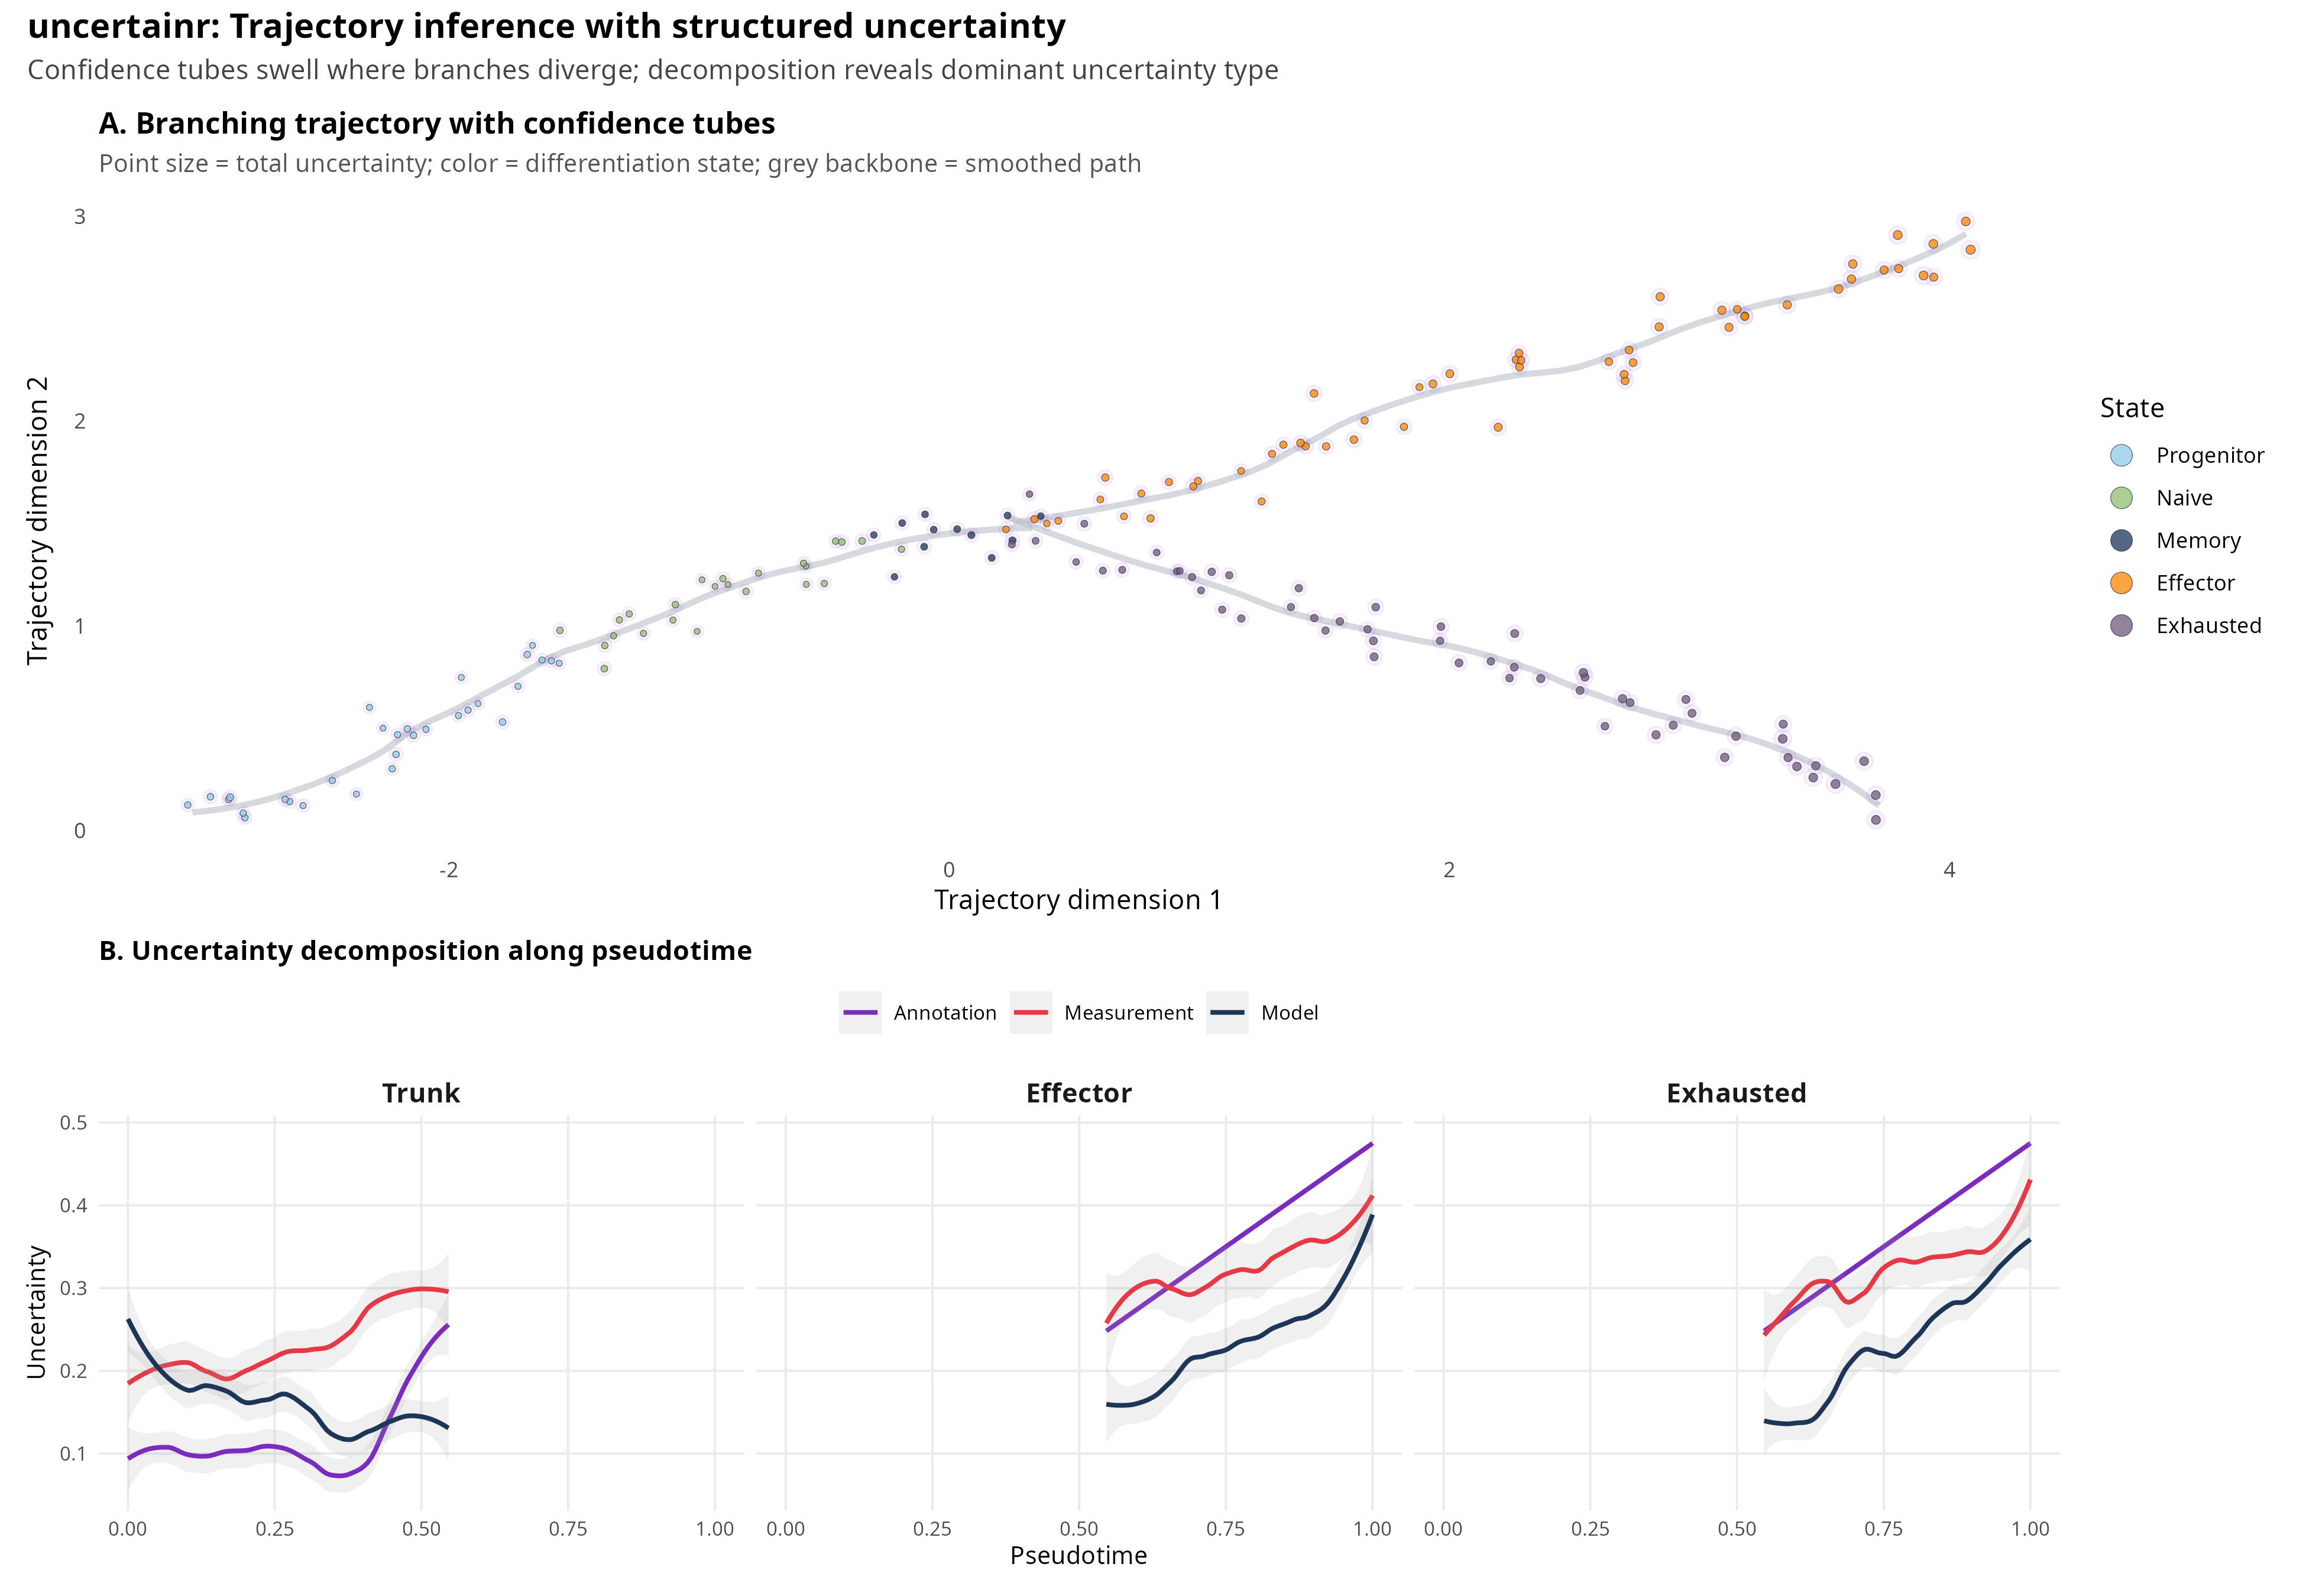 uncertainr: Trajectory inference with structured uncertainty
Confidence tubes swell where branches diverge; decomposition reveals dominant uncertainty type
A. Branching trajectory with confidence tubes
Point size = total uncertainty; color = differentiation state; grey backbone = smoothed path
3
2
1
0
Trajectory dimension 2
-2 0 2 4
Trajectory dimension 1
State
Progenitor
Naive
Memory
Effector
Exhausted
B. Uncertainty decomposition along pseudotime
Annotation Measurement Model
Trunk Effector Exhausted
0.5
0.4
0.3
0.2
0.1
Uncertainty
0.00 0.25 0.50 0.75 1.00 0.00 0.25 0.50 0.75 1.00 0.00 0.25 0.50 0.75 1.00
Pseudotime